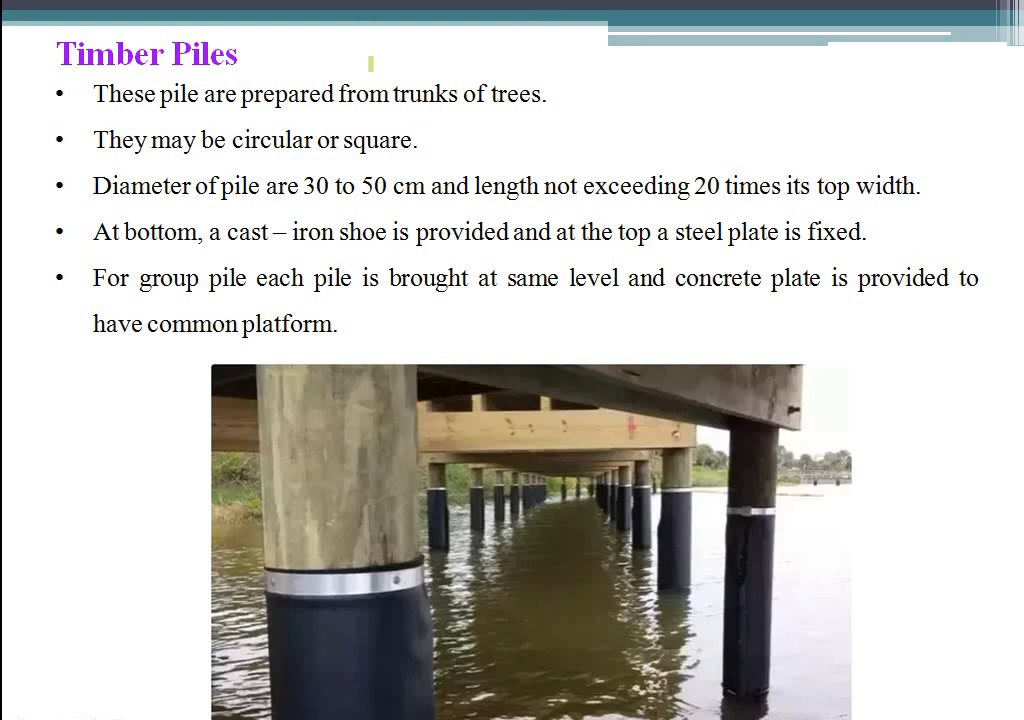 Timber Piles
• These pile are prepared from trunks of trees.
• They may be circular or square.
• Diameter of pile are 30 to 50 cm and length not exceeding 20 times its top width.
• At bottom, a cast – iron shoe is provided and at the top a steel plate is fixed.
• For group pile each pile is brought at same level and concrete plate is provided to
have common platform.